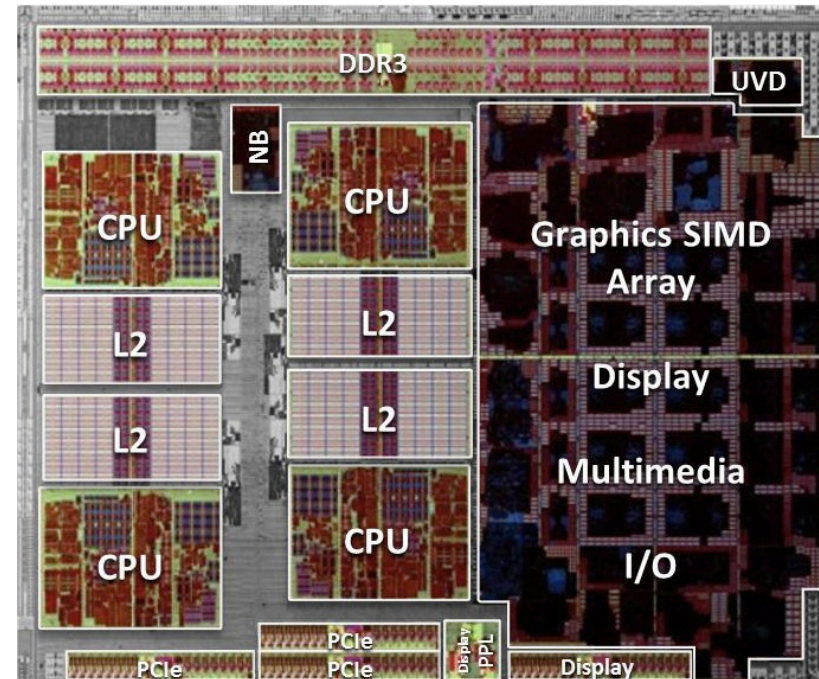 DDR3
UVD
NB
CPU
CPU
Graphics SIMD
Array
L2
L2
Display
L2
L2
Multimedia
CPU
CPU
I/O
PCIe
PCIe
PCIe
Display
PPL
Display